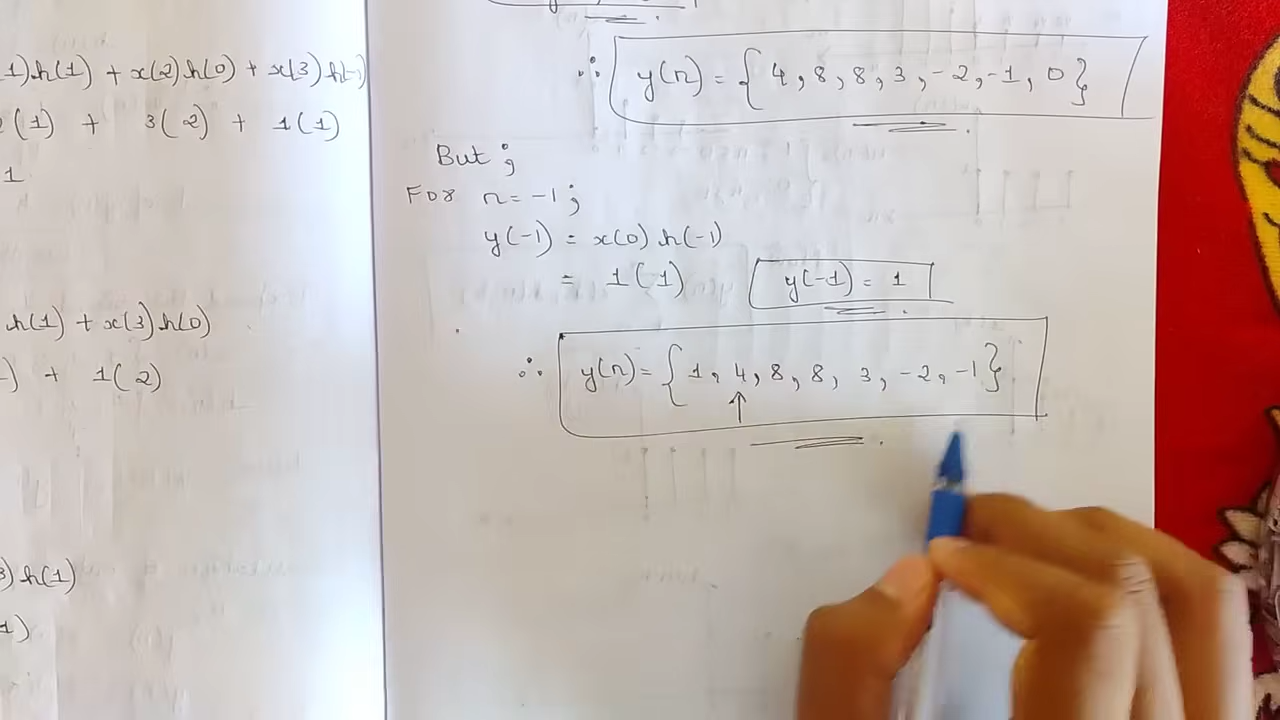 1)h(1) + x(2)h(0) + x(3)h(-1)
2(1) + 3(2) + 1(1)
1
h(1) + x(3)h(0)
) + 1(2)
3)h(1)
1)
∴ y(n) = { 4, 8, 8, 3, -2, -1, 0 }
But ;
FOR n = -1 ;
y(-1) = x(0) h(-1)
= 1(1) y(-1) = 1
∴ y(n) = { 1, 4, 8, 8, 3, -2, -1 }
↑